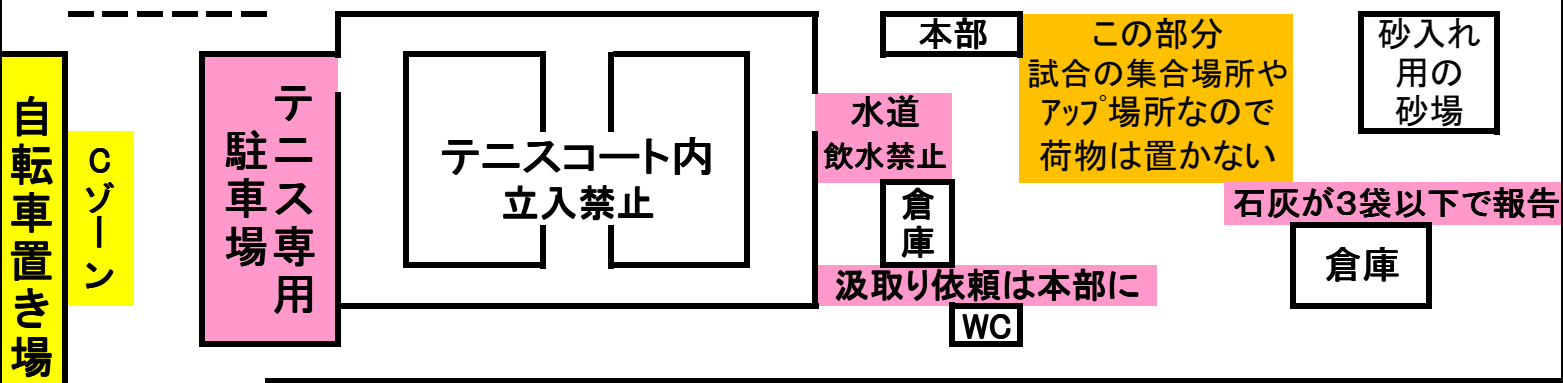 自転車置き場
Cゾーン
テニス専用
駐車場
テニスコート内
立入禁止
水道
飲水禁止
本部
この部分
試合の集合場所や
アップ場所なので
荷物は置かない
砂入れ
用の
砂場
倉
庫
石灰が3袋以下で報告
倉庫
汲取り依頼は本部に
WC